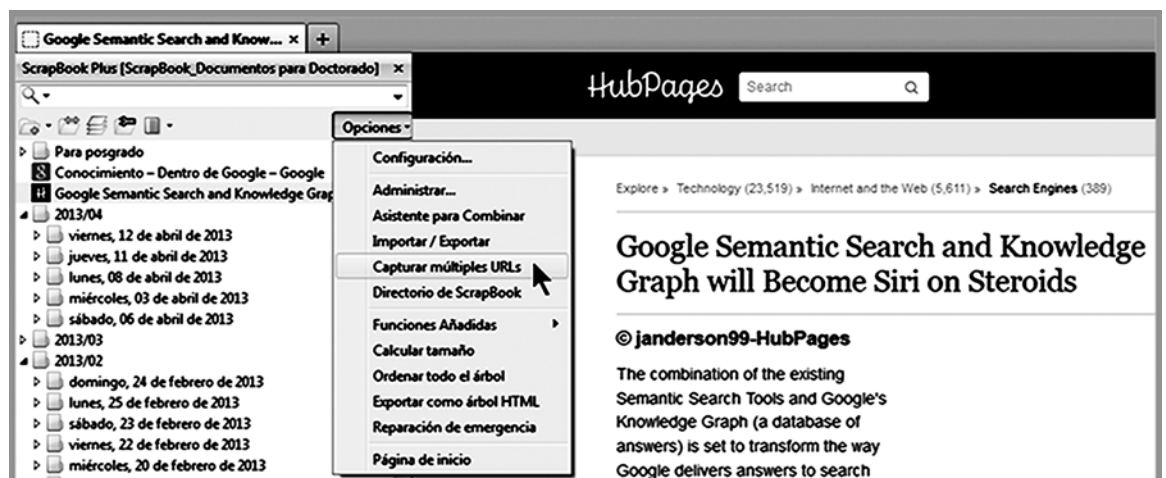 Google Semantic Search and Know... × +
ScrapBook Plus [ScrapBook_Documentos para Doctorado] ×
Opciones
Para posgrado
Conocimiento – Dentro de Google – Google
Google Semantic Search and Knowledge Grap
2013/04
viernes, 12 de abril de 2013
jueves, 11 de abril de 2013
lunes, 08 de abril de 2013
miércoles, 03 de abril de 2013
sábado, 06 de abril de 2013
2013/03
2013/02
domingo, 24 de febrero de 2013
lunes, 25 de febrero de 2013
sábado, 23 de febrero de 2013
viernes, 22 de febrero de 2013
miércoles, 20 de febrero de 2013
Configuración...
Administrar...
Asistente para Combinar
Importar / Exportar
Capturar múltiples URLs
Directorio de ScrapBook
Funciones Añadidas
Calcular tamaño
Ordenar todo el árbol
Exportar como árbol HTML
Reparación de emergencia
Página de inicio
HubPages Search
Explore » Technology (23,519) » Internet and the Web (5,611) » Search Engines (389)
Google Semantic Search and Knowledge
Graph will Become Siri on Steroids
© janderson99-HubPages
The combination of the existing
Semantic Search Tools and Google's
Knowledge Graph (a database of
answers) is set to transform the way
Google delivers answers to search